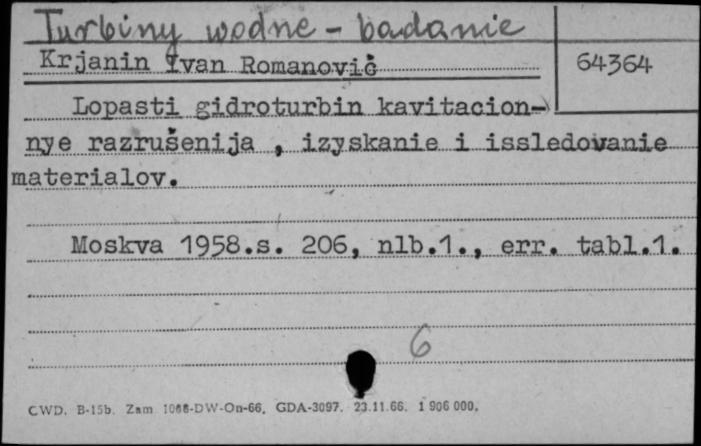 Turbiny wodne - badanie
Krjanin Ivan Romanovič
64364
Lopasti gidroturbin kavitacion-
nye razrušenija , izyskanie i issledovanie
materialov.
Moskva 1958.s. 206, nlb.1., err. tabl.1.
6
CWD. B-15b. Zam 1068-DW-On-66. GDA-3097. 23.11.66. 1 906 000.